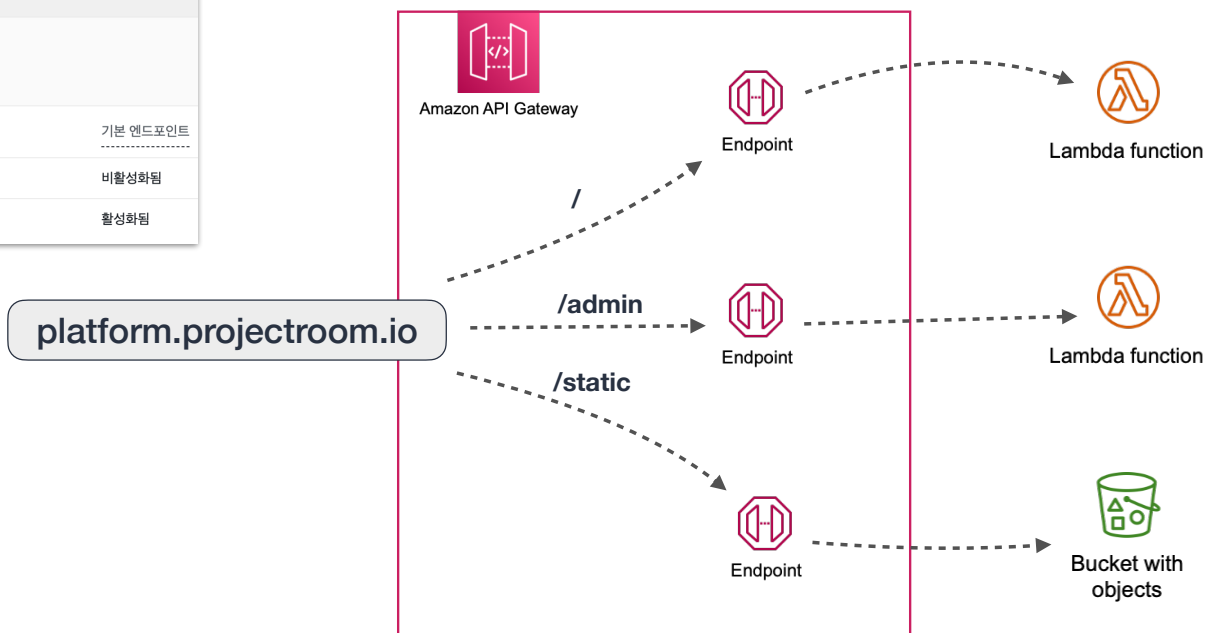 기본 엔드포인트
비활성화됨
활성화됨
Amazon API Gateway
Endpoint
Lambda function
/
platform.projectroom.io
/admin
Endpoint
Lambda function
/static
Endpoint
Bucket with
objects